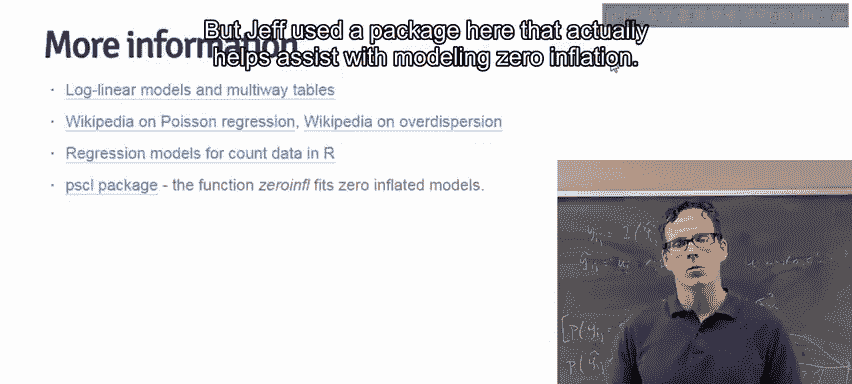 But Jeff used a package here that actually
helps assist with modeling zero inflation.
More information
· Log-linear models and multiway tables
· Wikipedia on Poisson regression, Wikipedia on overdispersion
· Regression models for count data in R
· pscl package - the function zeroinfl fits zero inflated models.